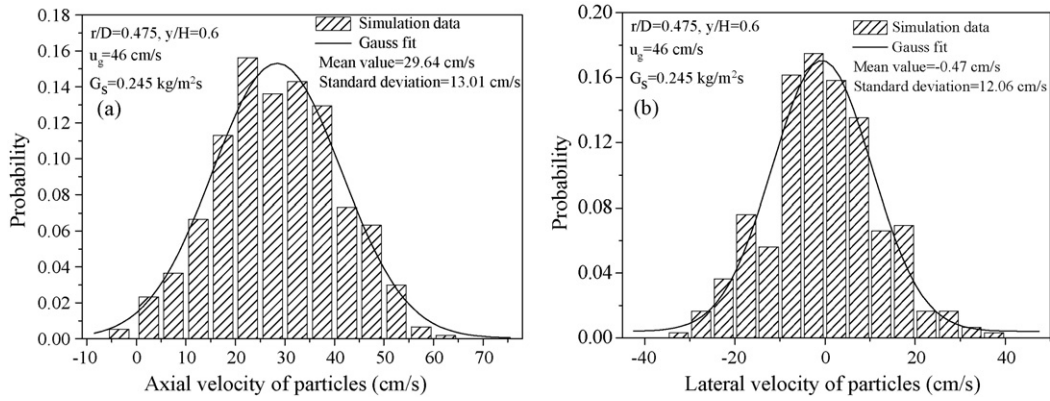 0.18
0.16
0.14
0.12
0.10
0.08
0.06
0.04
0.02
0.00
Probability
r/D=0.475, y/H=0.6
u_g=46 cm/s
G_S=0.245 kg/m²s
(a)
Simulation data
Gauss fit
Mean value=29.64cm/s
Standard deviation=13.01 cm/s
-10 0 10 20 30 40 50 60 70
Axial velocity of particles (cm/s)
0.20
0.16
0.12
0.08
0.04
0.00
Probability
r/D=0.475, y/H=0.6
u_g=46 cm/s
G_S=0.245 kg/m²s
(b)
Simulation data
Gauss fit
Mean value=-0.47 cm/s
Standard deviation=12.06 cm/s
-40 -20 0 20 40
Lateral velocity of particles (cm/s)